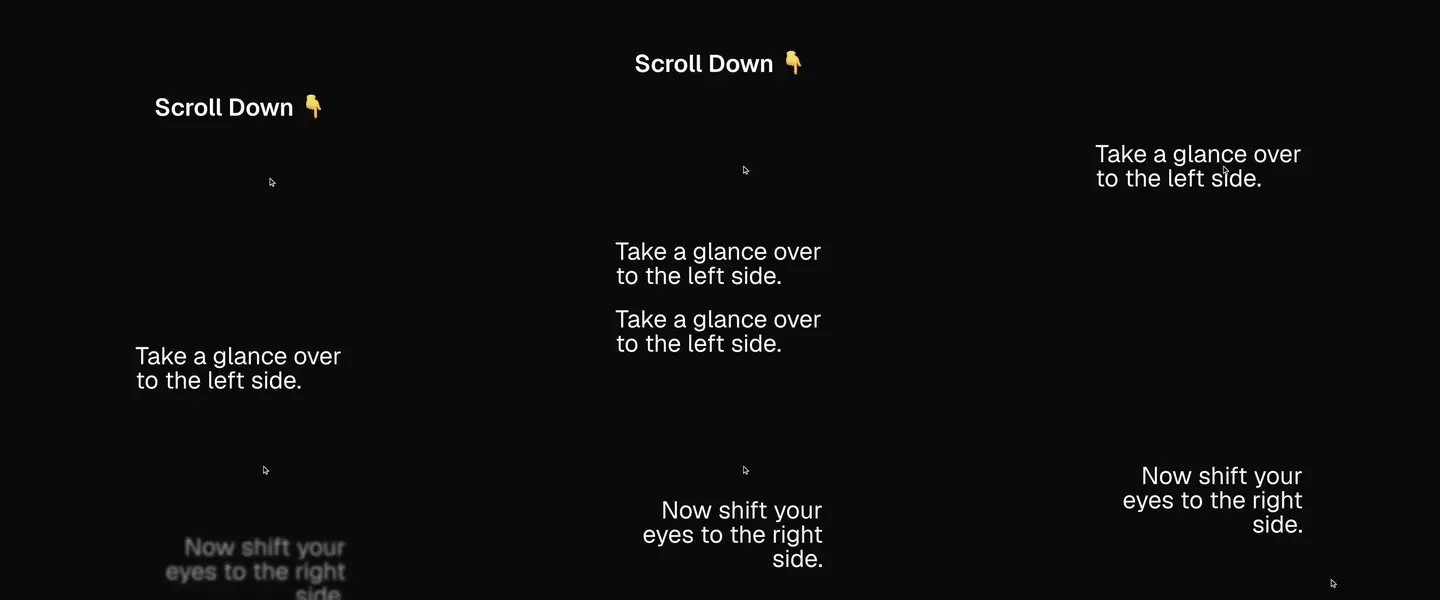 Scroll Down 👇
Take a glance over
to the left side.
Now shift your
eyes to the right
side.
Scroll Down 👇
Take a glance over
to the left side.
Take a glance over
to the left side.
Now shift your
eyes to the right
side.
Take a glance over
to the left side.
Now shift your
eyes to the right
side.